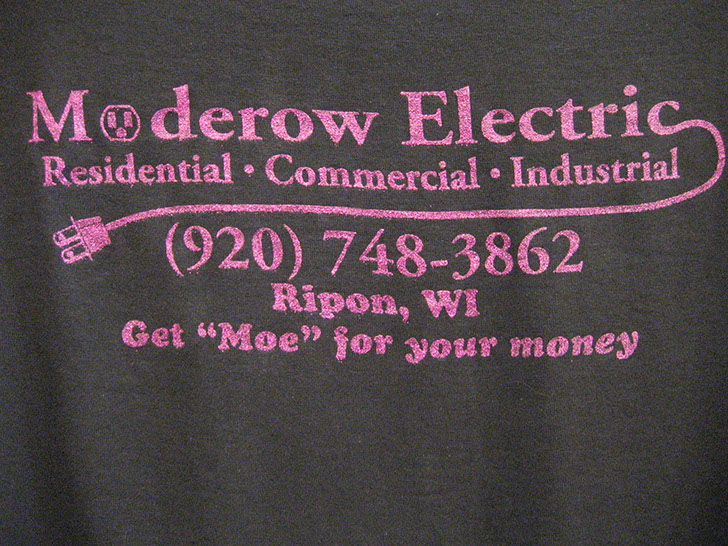 Moderow Electric
Residential • Commercial • Industrial
(920) 748-3862
Ripon, WI
Get “Moe” for your money